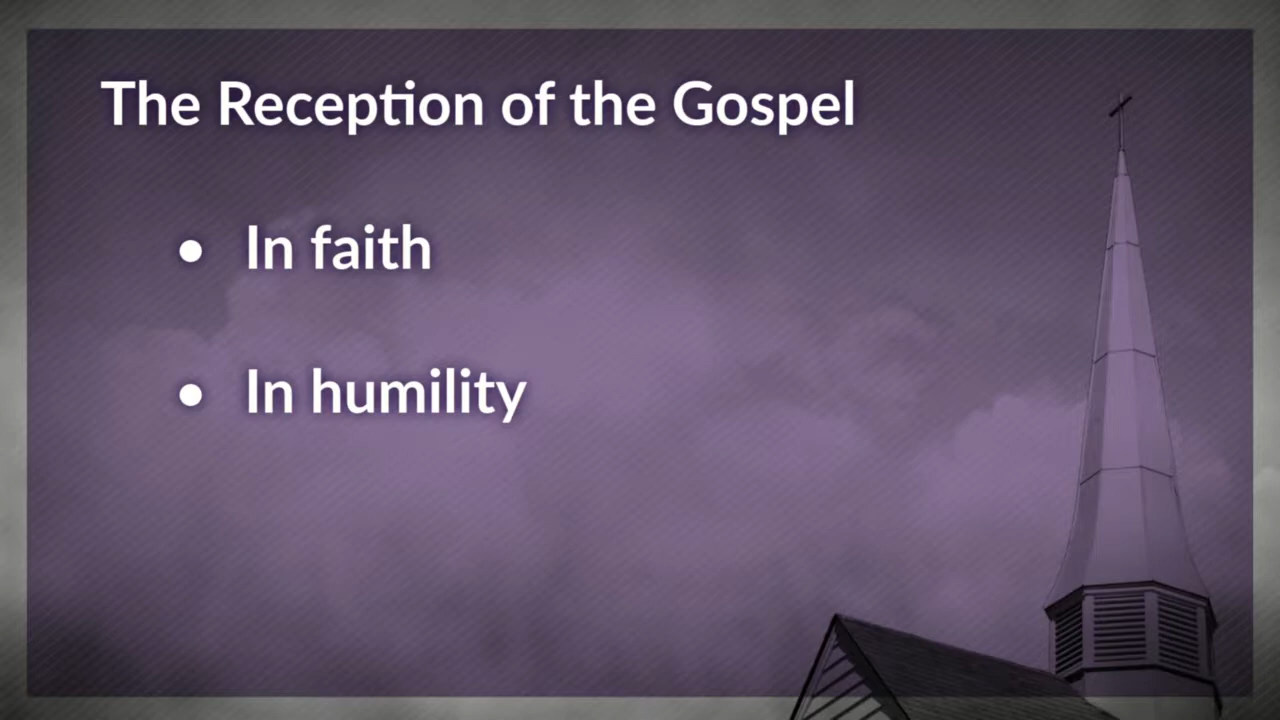 The Reception of the Gospel
• In faith
• In humility